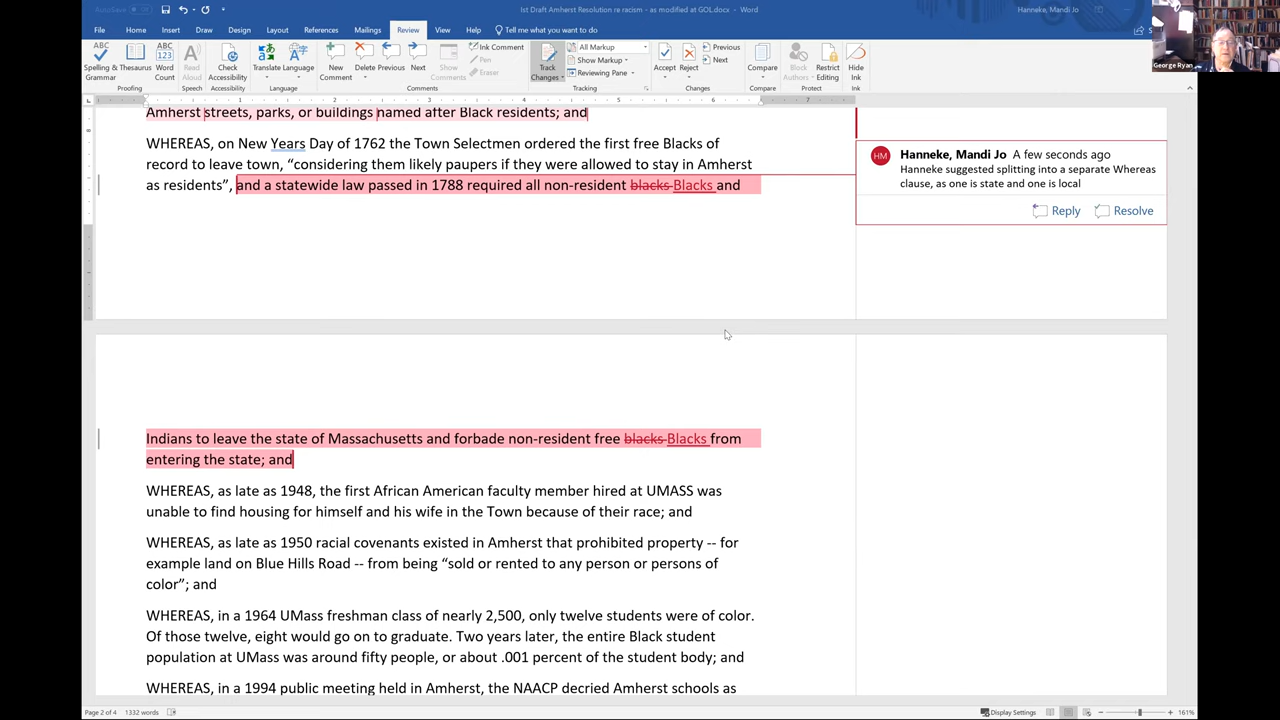 AutoSave Off
Ist Draft Amherst Resolution re racism - as modified at GOL.docx - Word
Hanneke, Mandi Jo
File Home Insert Draw Design Layout References Mailings Review View Help Tell me what you want to do
Spelling & Grammar
Thesaurus
Word Count
Read Aloud
Check Accessibility
Translate
Language
New Comment
Delete
Previous
Next
Show Comments
Ink Comment
Pen
Eraser
Track Changes
All Markup
Show Markup
Reviewing Pane
Accept
Reject
Previous
Next
Compare
Block Authors
Restrict Editing
Hide Ink
Proofing Speech Accessibility Language Comments Tracking Changes Compare Protect Ink
George Ryan
1 2 3 4 5 6 7
Amherst streets, parks, or buildings named after Black residents; and
WHEREAS, on New Years Day of 1762 the Town Selectmen ordered the first free Blacks of
record to leave town, “considering them likely paupers if they were allowed to stay in Amherst
as residents”, and a statewide law passed in 1788 required all non-resident blacks Blacks and
Hanneke, Mandi Jo A few seconds ago
Hanneke suggested splitting into a separate Whereas
clause, as one is state and one is local
Reply Resolve
Indians to leave the state of Massachusetts and forbade non-resident free blacks Blacks from
entering the state; and
WHEREAS, as late as 1948, the first African American faculty member hired at UMASS was
unable to find housing for himself and his wife in the Town because of their race; and
WHEREAS, as late as 1950 racial covenants existed in Amherst that prohibited property -- for
example land on Blue Hills Road -- from being “sold or rented to any person or persons of
color”; and
WHEREAS, in a 1964 UMass freshman class of nearly 2,500, only twelve students were of color.
Of those twelve, eight would go on to graduate. Two years later, the entire Black student
population at UMass was around fifty people, or about .001 percent of the student body; and
WHEREAS, in a 1994 public meeting held in Amherst, the NAACP decried Amherst schools as
Page 2 of 4 1332 words
Display Settings
161%